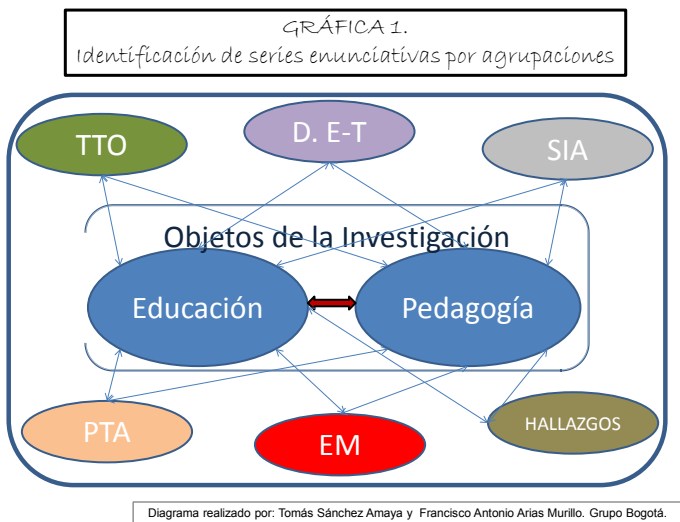 GRÁFICA 1.
Identificación de series enunciativas por agrupaciones
TTO
D. E-T
SIA
Objetos de la Investigación
Educación
Pedagogía
PTA
EM
HALLAZGOS
Diagrama realizado por: Tomás Sánchez Amaya y Francisco Antonio Arias Murillo. Grupo Bogotá.